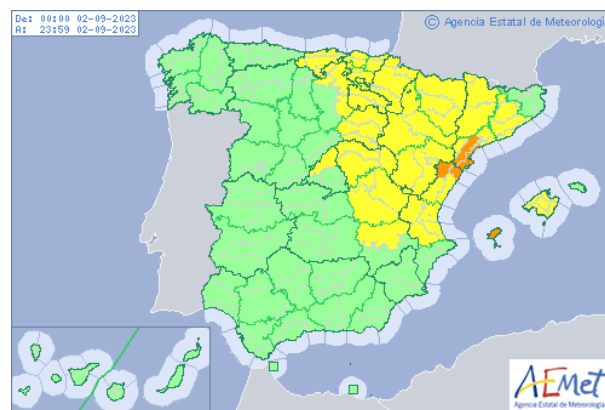 De: 00:00 02-09-2023
A: 23:59 02-09-2023
© Agencia Estatal de Meteorologí
AEMet
Agencia Estatal de Meteorología